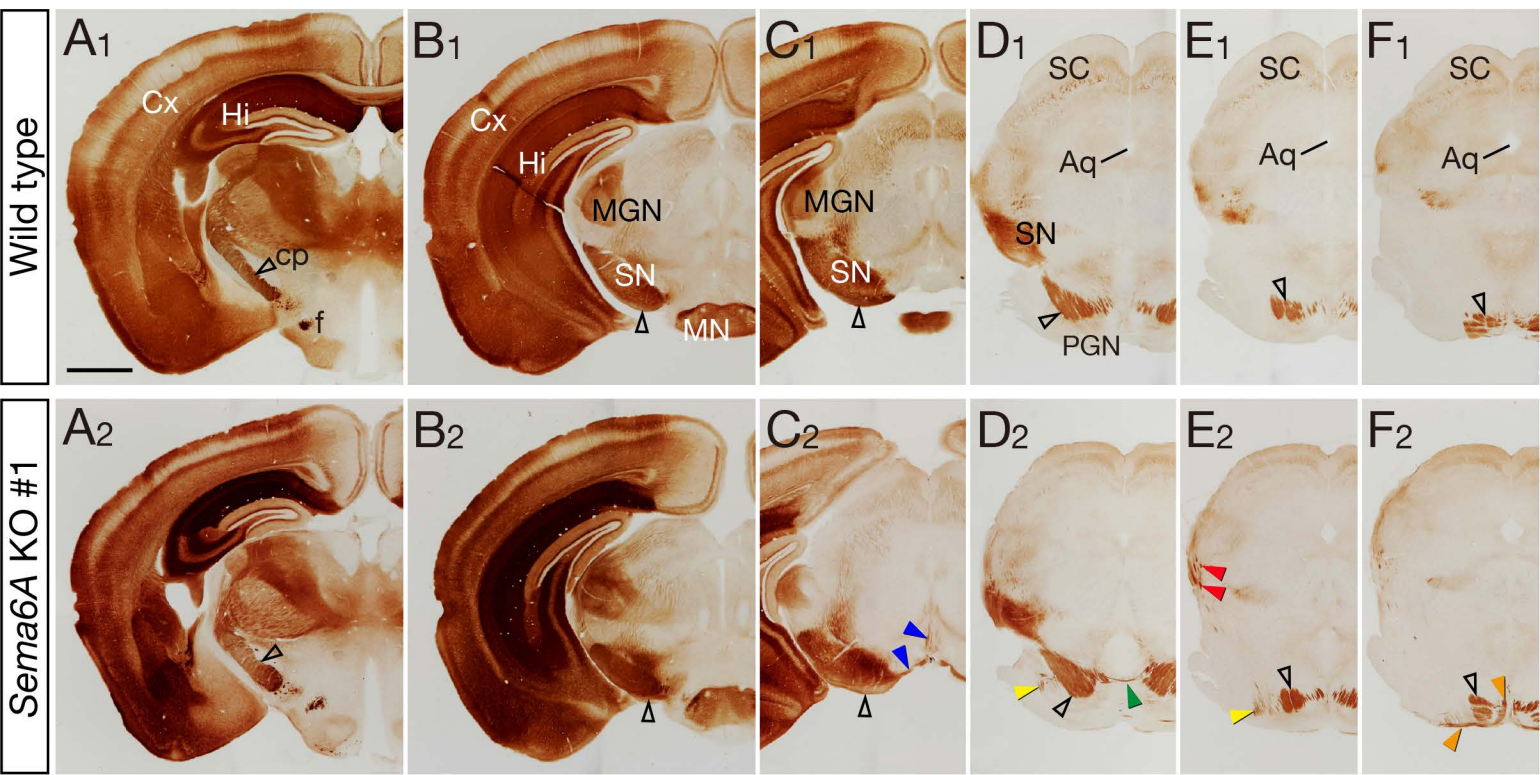 Wild type
A1
Cx
Hi
cp
f
B1
Cx
Hi
MGN
SN
MN
C1
MGN
SN
D1
SC
Aq
SN
PGN
E1
SC
Aq
F1
SC
Aq
Sema6A KO #1
A2
B2
C2
D2
E2
F2